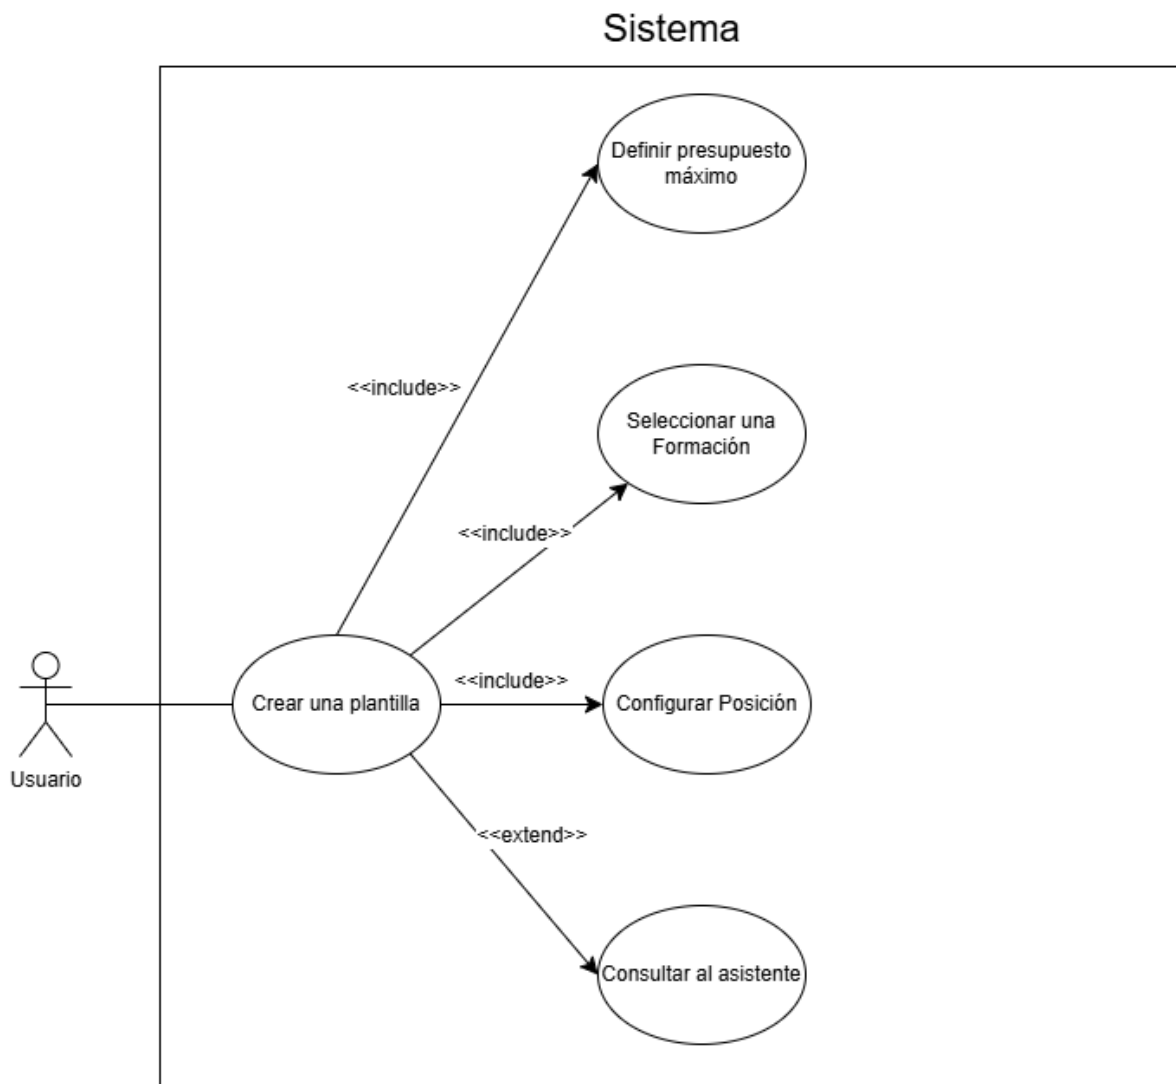 Sistema
Definir presupuesto
máximo
<<include>>
Seleccionar una
Formación
<<include>>
<<include>>
Crear una plantilla
Configurar Posición
Usuario
<<extend>>
Consultar al asistente